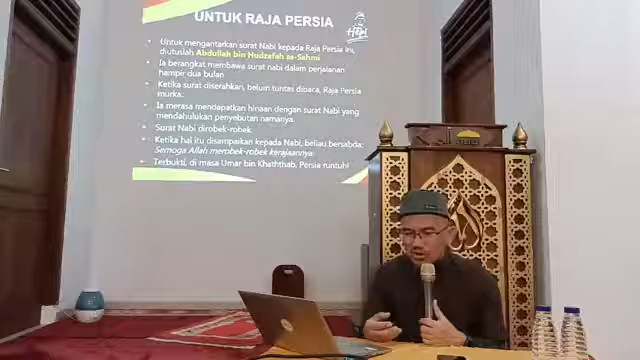 UNTUK RAJA PERSIA
Untuk mengantarkan surat Nabi kepada Raja Persia ini,
diutuslah Abdullah bin Hudzafah as-Sahmi
Ia berangkat membawa surat nabi dalam perjalanan
hampir dua bulan
Ketika surat diserahkan, belum tuntas dibaca, Raja Persia
murka.
Ia merasa mendapatkan hinaan dengan surat Nabi yang
mendahulukan penyebutan namanya.
Surat Nabi dirobek-robek
Ketika hal itu disampaikan kepada Nabi, beliau bersabda:
Semoga Allah merobek-robek kerajaannya
Terbukti, di masa Umar bin Khaththab, Persia runtuh!